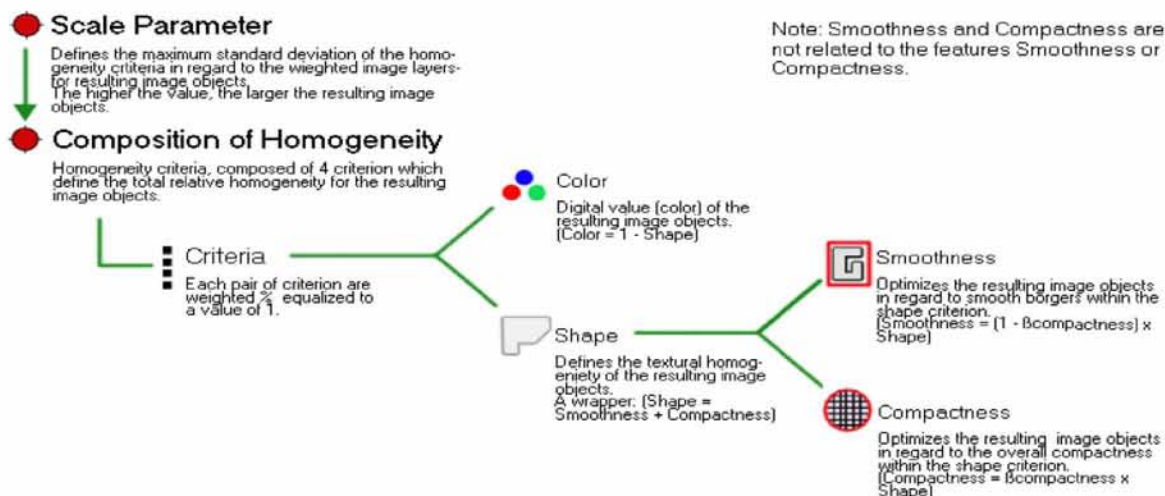 Scale Parameter
Defines the maximum standard deviation of the homo-
geneity crtiteria in regard to the wieghted image layers-
for resulting image objects.
The higher the value, the larger the resulting image
objects.
Note: Smoothness and Compactness are
not related to the features Smoothness or
Compactness.
Composition of Homogeneity
Homogeneity criteria, composed of 4 criterion which
define the total relative homogeneity for the resulting
image objects.
Criteria
Each pair of criterion are
weighted % equalized to
a value of 1.
Color
Digital value (color) of the
resulting image objects.
(Color = 1 - Shape)
Shape
Defines the textural homog-
eniety of the resulting image
objects.
A wrapper: (Shape =
Smoothness + Compactness)
Smoothness
Optimizes the resulting image objects
in regard to smooth borgers within the
shape criterion.
(Smoothness = (1 - ßcompactness) x
Shape)
Compactness
Optimizes the resulting image objects
in regard to the overall compactness
within the shape criterion.
(Compactness = ßcompactness x
Shape)